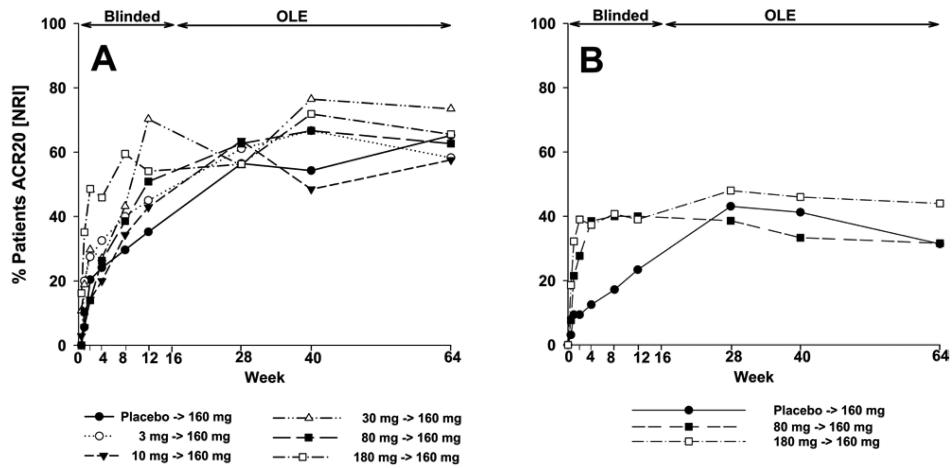 Blinded OLE
A
% Patients ACR20 [NRI]
100
80
60
40
20
0
0 4 8 12 16 28 40 64
Week
Placebo -> 160 mg
3 mg -> 160 mg
10 mg -> 160 mg
30 mg -> 160 mg
80 mg -> 160 mg
180 mg -> 160 mg
Blinded OLE
B
100
80
60
40
20
0
0 4 8 12 16 28 40 64
Week
Placebo -> 160 mg
80 mg -> 160 mg
180 mg -> 160 mg